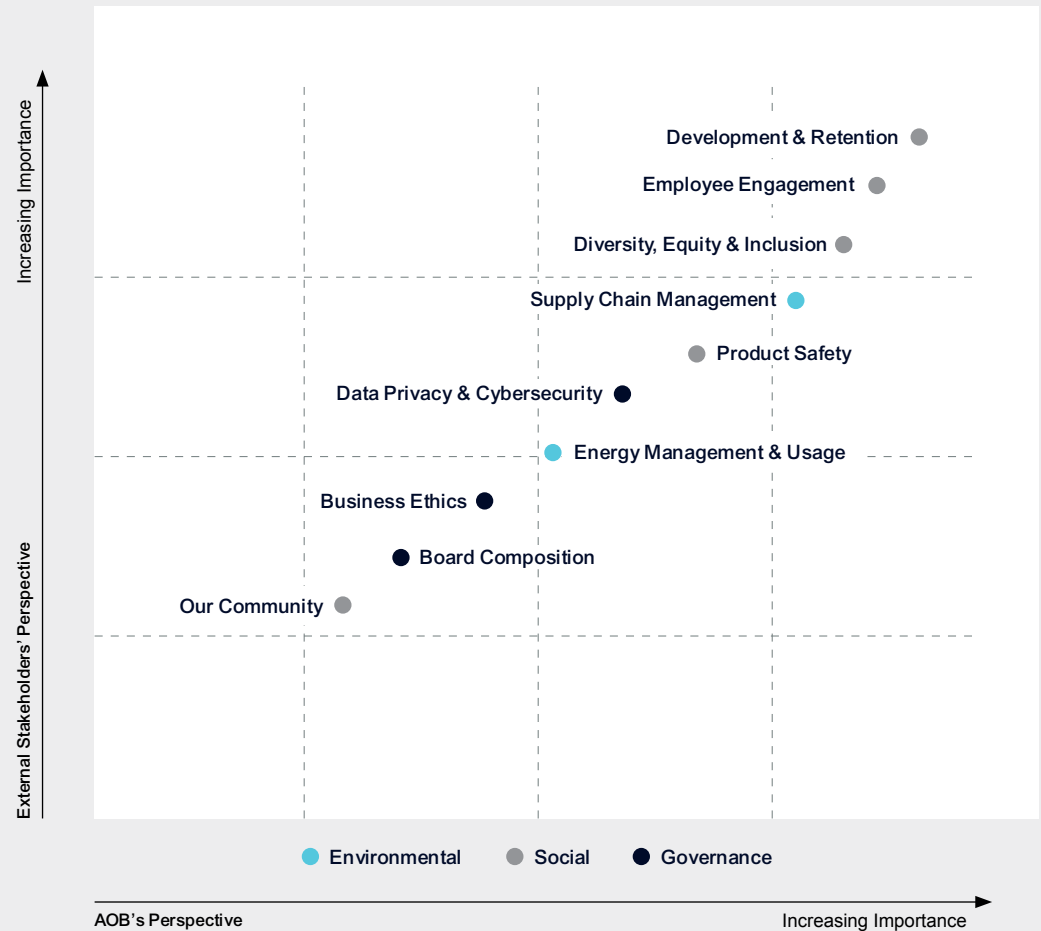 Increasing Importance
External Stakeholders' Perspective
Development & Retention
Employee Engagement
Diversity, Equity & Inclusion
Supply Chain Management
Product Safety
Data Privacy & Cybersecurity
Energy Management & Usage
Business Ethics
Board Composition
Our Community
Environmental
Social
Governance
AOB's Perspective
Increasing Importance